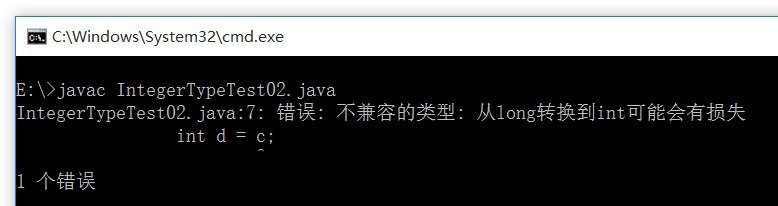 C:\Windows\System32\cmd.exe
E:\>javac IntegerTypeTest02.java
IntegerTypeTest02.java:7: 错误: 不兼容的类型: 从long转换到int可能会有损失
int d = c;
^
1 个错误